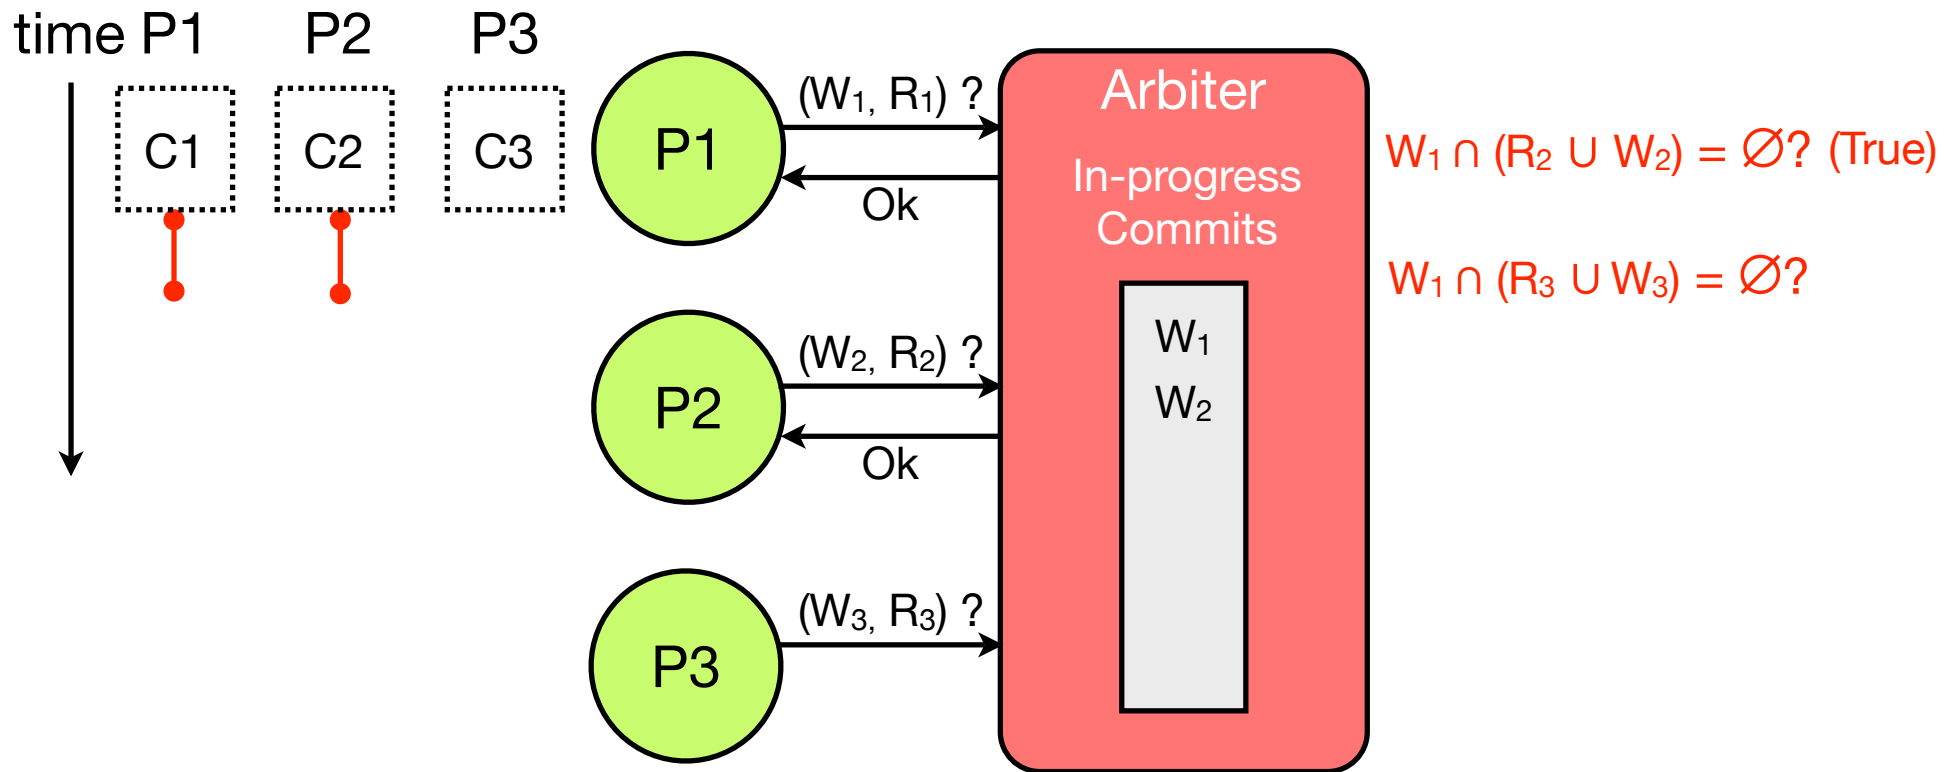 time P1 P2 P3
C1 C2 C3
P1
(W₁, R₁) ?
Ok
P2
(W₂, R₂) ?
Ok
P3
(W₃, R₃) ?
Arbiter
In-progress
Commits
W₁
W₂
W₁ ∩ (R₂ ∪ W₂) = ∅? (True)
W₁ ∩ (R₃ ∪ W₃) = ∅?